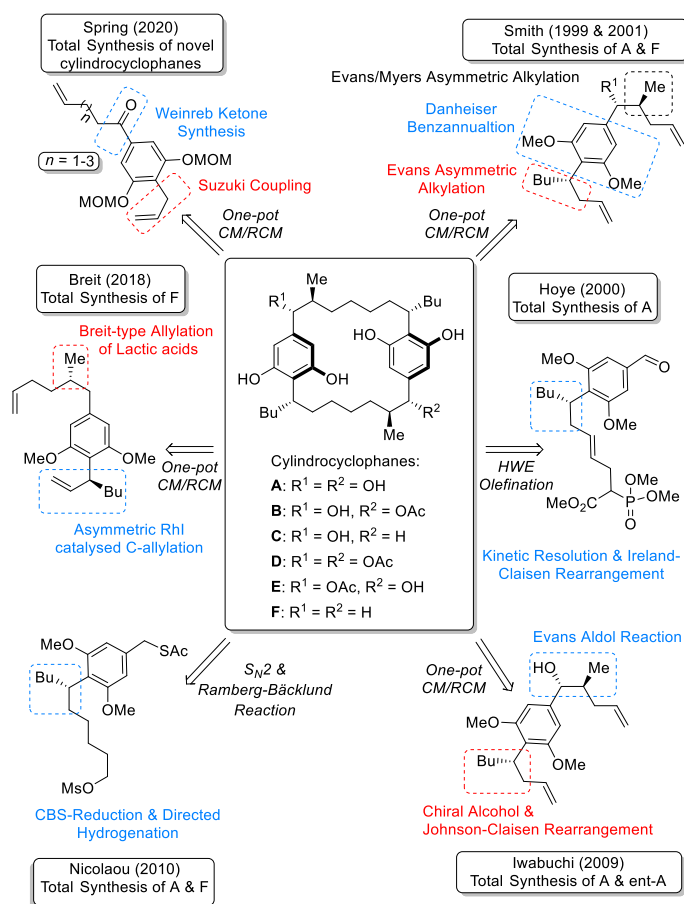 Spring (2020)
Total Synthesis of novel
cylindrocyclophanes
n
O
Weinreb Ketone
Synthesis
n = 1-3
OMOM
MOMO
Suzuki Coupling
One-pot
CM/RCM
Smith (1999 & 2001)
Total Synthesis of A & F
Evans/Myers Asymmetric Alkylation
R1
Me
Danheiser
Benzannualtion
MeO
Evans Asymmetric
Alkylation
Bu
OMe
One-pot
CM/RCM
Breit (2018)
Total Synthesis of F
Breit-type Allylation
of Lactic acids
Me
MeO
OMe
Bu
One-pot
CM/RCM
Asymmetric RhI
catalysed C-allylation
Me
R1
Bu
HO
OH
HO
OH
Bu
R2
Me
Cylindrocyclophanes:
A: R1 = R2 = OH
B: R1 = OH, R2 = OAc
C: R1 = OH, R2 = H
D: R1 = R2 = OAc
E: R1 = OAc, R2 = OH
F: R1 = R2 = H
Hoye (2000)
Total Synthesis of A
MeO
O
Bu
OMe
HWE
Olefination
OMe
MeO2C
P
OMe
O
Kinetic Resolution & Ireland-
Claisen Rearrangement
MeO
SAc
Bu
OMe
MsO
SN2 &
Ramberg-Bäcklund
Reaction
CBS-Reduction & Directed
Hydrogenation
Nicolaou (2010)
Total Synthesis of A & F
Evans Aldol Reaction
One-pot
CM/RCM
HO
Me
MeO
Bu
OMe
Chiral Alcohol &
Johnson-Claisen Rearrangement
Iwabuchi (2009)
Total Synthesis of A & ent-A